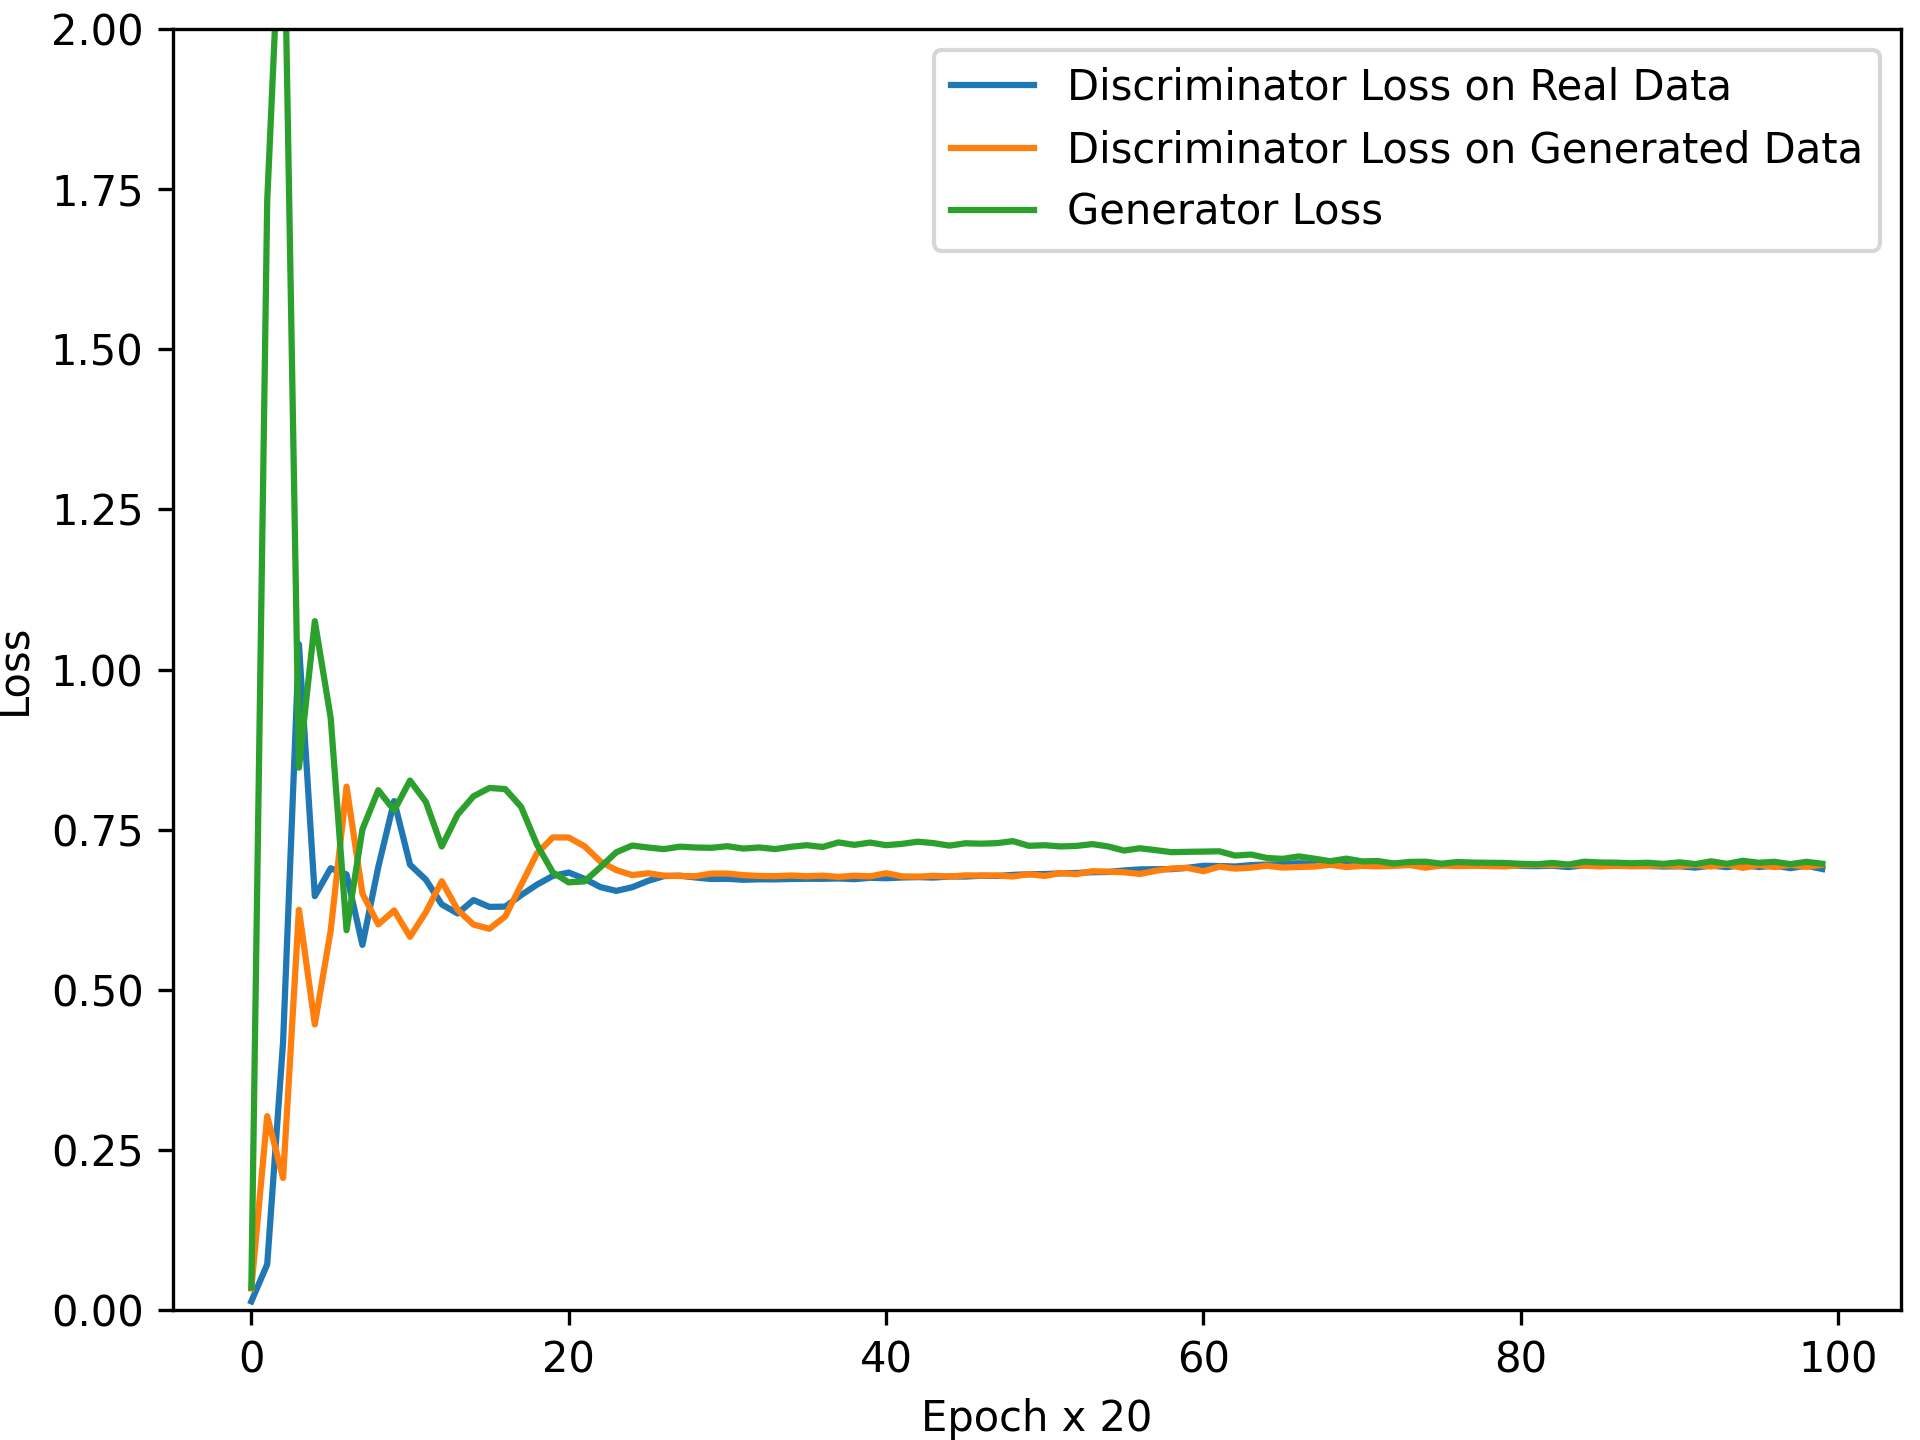 2.00
1.75
1.50
1.25
1.00
0.75
0.50
0.25
0.00
Loss
Discriminator Loss on Real Data
Discriminator Loss on Generated Data
Generator Loss
0 20 40 60 80 100
Epoch x 20